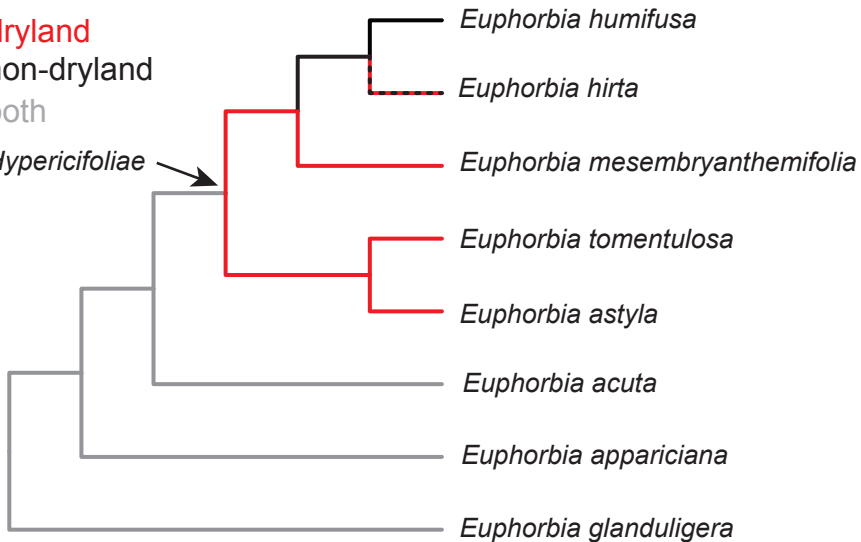 dryland
non-dryland
both
Hypericifoliae
Euphorbia humifusa
Euphorbia hirta
Euphorbia mesembryanthemifolia
Euphorbia tomentulosa
Euphorbia astyla
Euphorbia acuta
Euphorbia appariciana
Euphorbia glanduligera